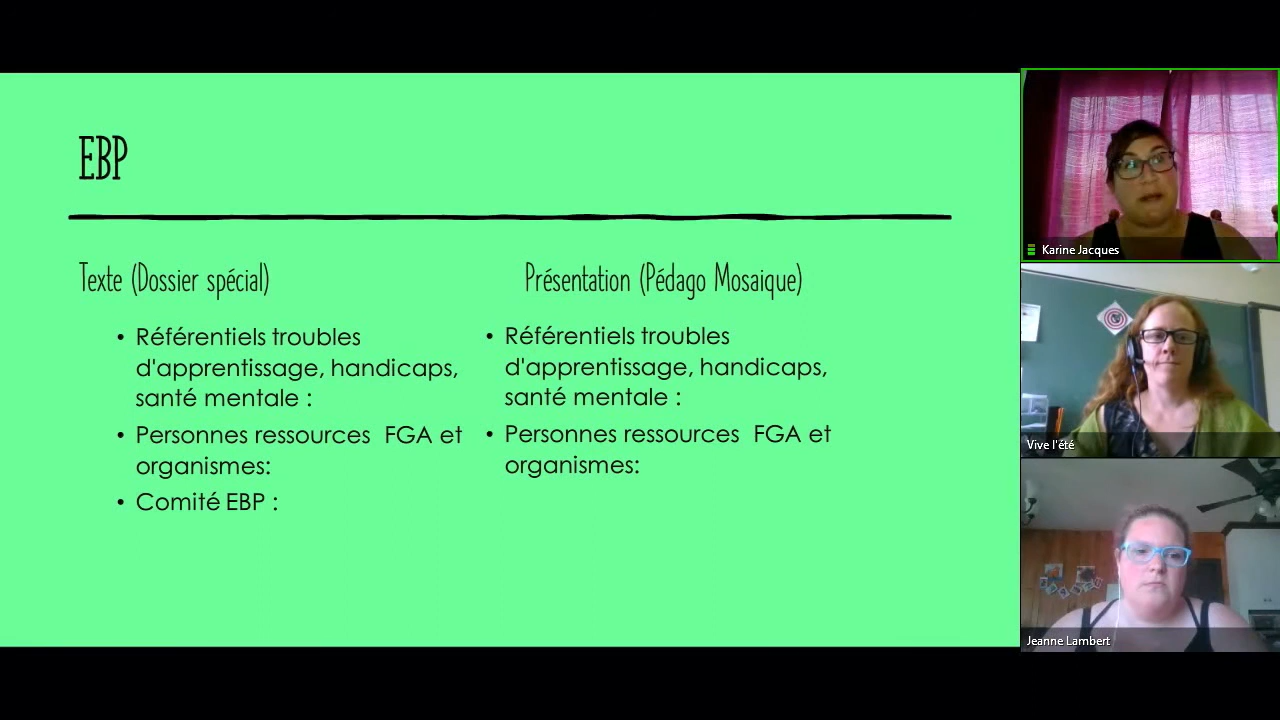 EBP
Texte (Dossier spécial)
• Référentiels troubles
d'apprentissage, handicaps,
santé mentale :
• Personnes ressources  FGA et
organismes:
• Comité EBP :
Présentation (Pédago Mosaique)
• Référentiels troubles
d'apprentissage, handicaps,
santé mentale :
• Personnes ressources  FGA et
organismes:
Karine Jacques
Vive l'été
Jeanne Lambert